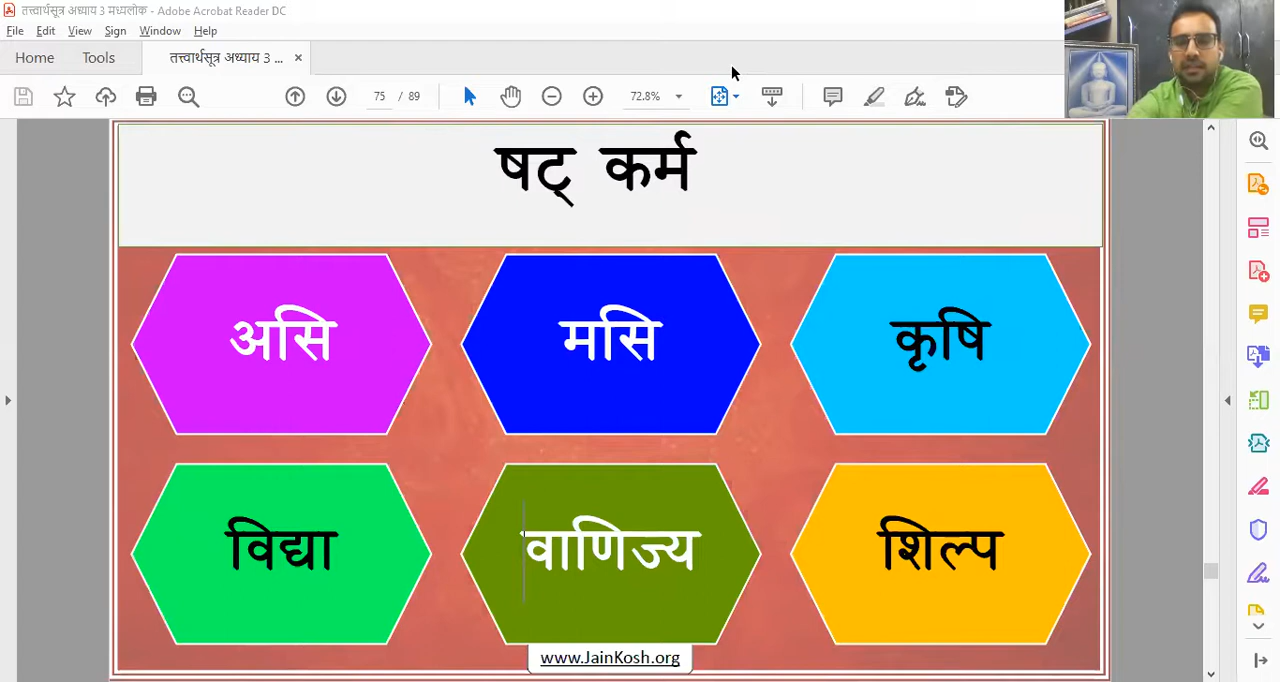 तत्त्वार्थसूत्र अध्याय 3 मध्यलोक - Adobe Acrobat Reader DC
File Edit View Sign Window Help
Home Tools तत्त्वार्थसूत्र अध्याय 3 ... ×
75 / 89 72.8%
षट् कर्म
असि मसि कृषि
विद्या वाणिज्य शिल्प
www.JainKosh.org